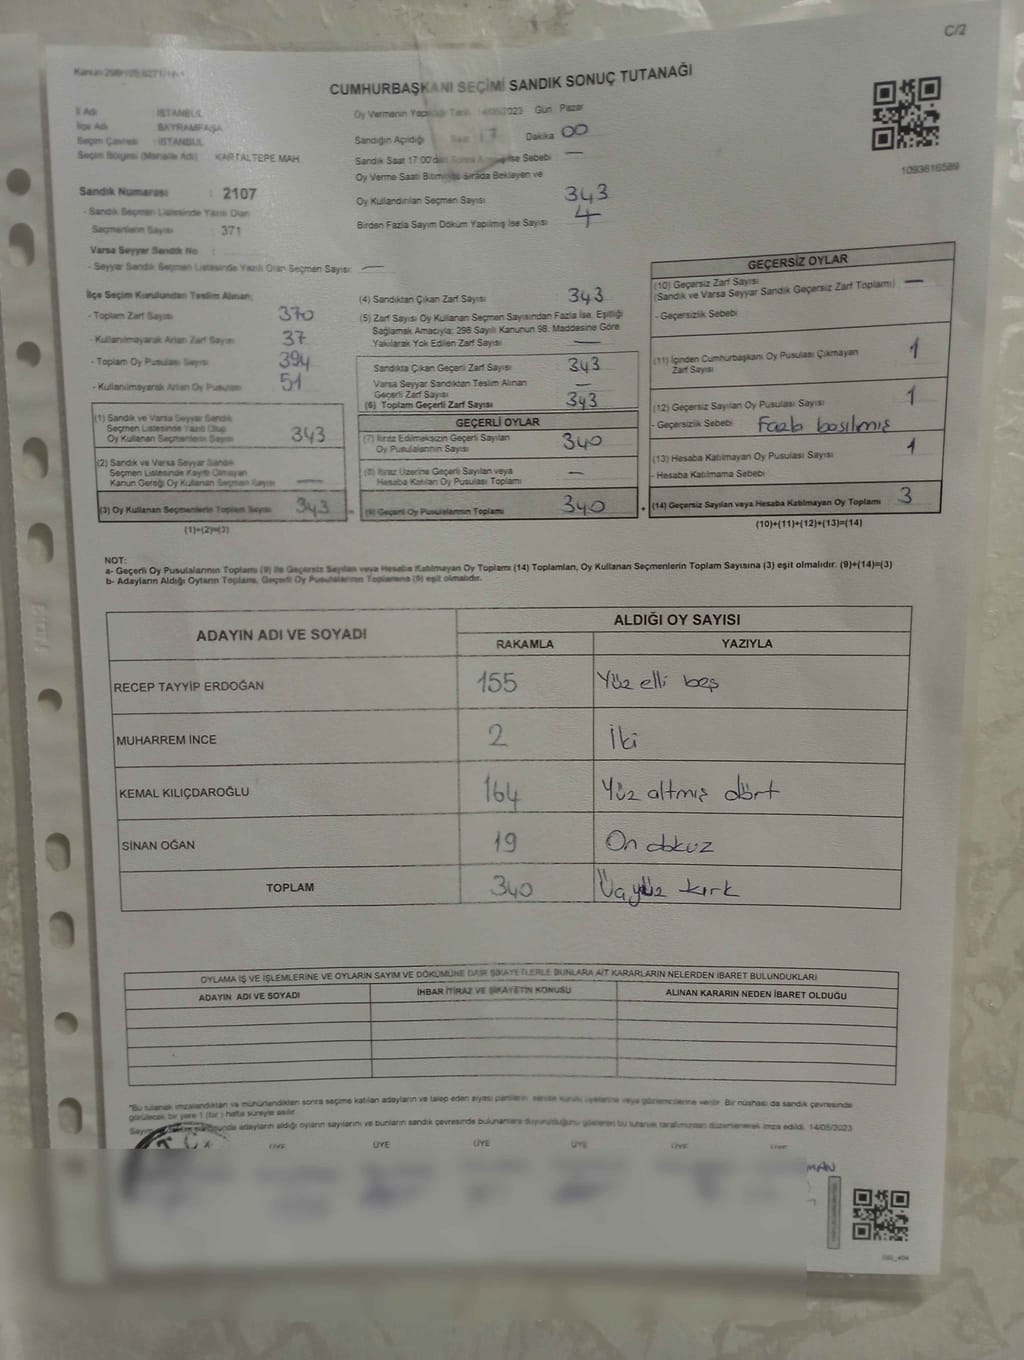 C/2
CUMHURBAŞKANI SEÇİMİ SANDIK SONUÇ TUTANAĞI
İl Adı : İSTANBUL
İlçe Adı : BAYRAMPAŞA
Seçim Çevresi : İSTANBUL
Seçim Bölgesi (Mahalle Adı) KARTALTEPE MAH.
Sandık Numarası : 2107
- Sandık Seçmen Listesinde Yazılı Olan
Seçmenlerin Sayısı : 371
Varsa Seyyar Sandık No :
- Seyyar Sandık Seçmen Listesinde Yazılı Olan Seçmen Sayısı: —
Oy Vermenin Yapıldığı Tarih 14/05/2023 Gün Pazar
Sandığın Açıldığı Saat 17 Dakika 00
Sandık Saat 17:00'dan Sonra İse Sebebi —
Oy Verme Saati Bitiminde Sırada Bekleyen ve
Oy Kullandırılan Seçmen Sayısı 343
Birden Fazla Sayım Döküm Yapılmış İse Sayısı 4
1093616589
İlçe Seçim Kurulundan Teslim Alınan;
- Toplam Zarf Sayısı 370
- Kullanılmayarak Artan Zarf Sayısı 37
- Toplam Oy Pusulası Sayısı 394
- Kullanılmayarak Artan Oy Pusulası 51
(1) Sandık ve Varsa Seyyar Sandık
Seçmen Listesinde Yazılı Olup
Oy Kullanan Seçmenlerin Sayısı 343
(2) Sandık ve Varsa Seyyar Sandık
Seçmen Listesinde Kayıtlı Olmayan
Kanun Gereği Oy Kullanan Seçmen Sayısı —
(3) Oy Kullanan Seçmenlerin Toplam Sayısı 343
(1)+(2)=(3)
(4) Sandıktan Çıkan Zarf Sayısı 343
(5) Zarf Sayısı Oy Kullanan Seçmen Sayısından Fazla İse, Eşitliği
Sağlamak Amacıyla; 298 Sayılı Kanunun 98. Maddesine Göre
Yakılarak Yok Edilen Zarf Sayısı —
Sandıkta Çıkan Geçerli Zarf Sayısı 343
Varsa Seyyar Sandıktan Teslim Alınan
Geçerli Zarf Sayısı —
(6) Toplam Geçerli Zarf Sayısı 343
GEÇERLİ OYLAR
(7) İtiraz Edilmeksizin Geçerli Sayılan
Oy Pusulalarının Sayısı 340
(8) İtiraz Üzerine Geçerli Sayılan veya
Hesaba Katılan Oy Pusulası Toplamı —
(9) Geçerli Oy Pusulalarının Toplamı 340
GEÇERSİZ OYLAR
(10) Geçersiz Zarf Sayısı
(Sandık ve Varsa Seyyar Sandık Geçersiz Zarf Toplamı) —
- Geçersizlik Sebebi
(11) İçinden Cumhurbaşkanı Oy Pusulası Çıkmayan
Zarf Sayısı 1
(12) Geçersiz Sayılan Oy Pusulası Sayısı 1
- Geçersizlik Sebebi Fazla basılmış
(13) Hesaba Katılmayan Oy Pusulası Sayısı 1
- Hesaba Katılmama Sebebi
(14) Geçersiz Sayılan veya Hesaba Katılmayan Oy Toplamı 3
(10)+(11)+(12)+(13)=(14)
NOT:
a- Geçerli Oy Pusulalarının Toplamı (9) ile Geçersiz Sayılan veya Hesaba Katılmayan Oy Toplamı (14) Toplamları, Oy Kullanan Seçmenlerin Toplam Sayısına (3) eşit olmalıdır. (9)+(14)=(3)
b- Adayların Aldığı Oyların Toplamı, Geçerli Oy Pusulalarının Toplamına (9) eşit olmalıdır.
ADAYIN ADI VE SOYADI ALDIĞI OY SAYISI
RAKAMLA YAZIYLA
RECEP TAYYİP ERDOĞAN 155 Yüz elli beş
MUHARREM İNCE 2 İki
KEMAL KILIÇDAROĞLU 164 Yüz altmış dört
SİNAN OĞAN 19 On dokuz
TOPLAM 340 Üçyüz kırk
OYLAMA İŞ VE İŞLEMLERİNE VE OYLARIN SAYIM VE DÖKÜMÜNE DAİR ŞİKAYETLERLE BUNLARA AİT KARARLARIN NELERDEN İBARET BULUNDUKLARI
ADAYIN ADI VE SOYADI İHBAR İTİRAZ VE ŞİKAYETİN KONUSU ALINAN KARARIN NEDEN İBARET OLDUĞU
"Bu tutanak imzalandıktan ve mühürlendikten sonra seçime katılan adayların ve talep eden siyasi partilerin sandık kurulu üyelerine veya gözlemcilerine verilir. Bir nüshası da sandık çevresinde
görülecek bir yere 1 (bir ) hafta süreyle asılır.
adayların aldığı oyların sayılarını ve bunların sandık çevresinde bulunanlara duyurulduğunu gösteren bu tutanak tarafımızdan düzenlenerek imza edildi. 14/05/2023
T.C.
ÜYE ÜYE ÜYE ÜYE ÜYE ÜYE
MAN